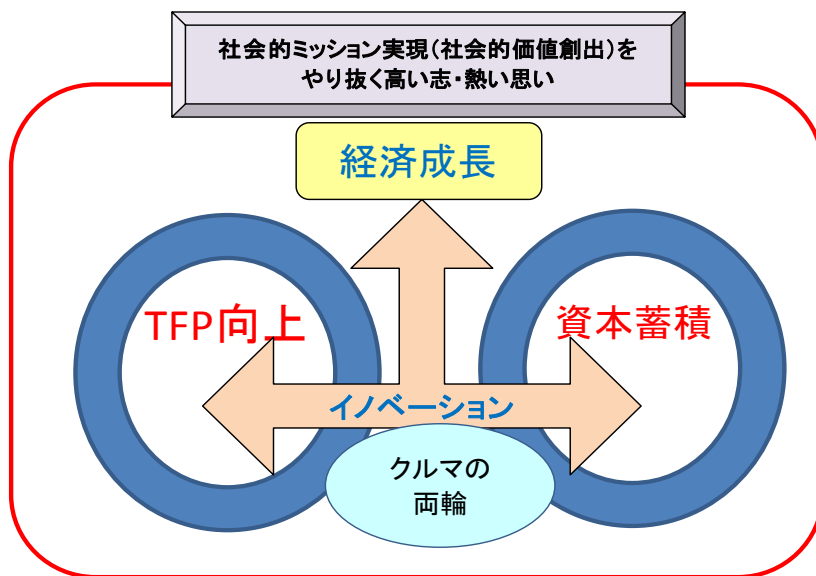 社会的ミッション実現（社会的価値創出）を
やり抜く高い志・熱い思い
経済成長
TFP向上
資本蓄積
イノベーション
クルマの
両輪